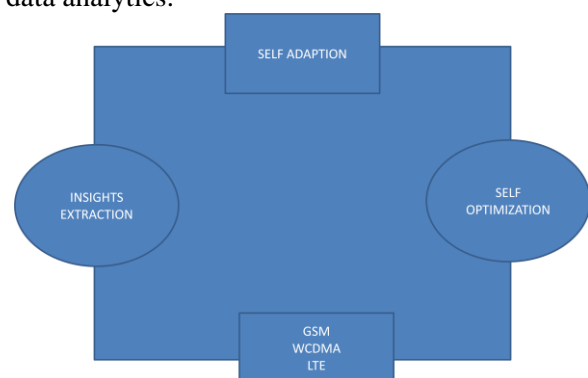 data analytics.
SELF ADAPTION
INSIGHTS
EXTRACTION
SELF
OPTIMIZATION
GSM
WCDMA
LTE